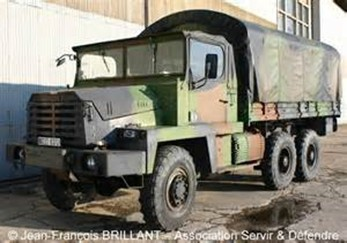 © Jean-François BRILLANT – Association Servir & Défendre